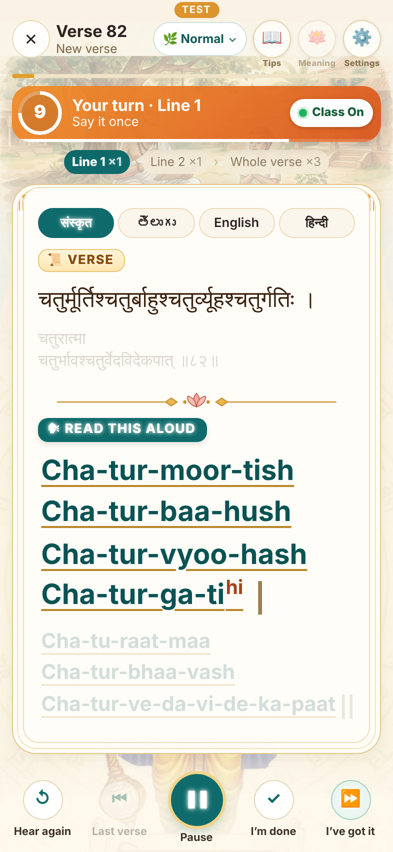 TEST
Verse 82
New verse
Normal
Tips
Meaning
Settings
9
Your turn · Line 1
Say it once
Class On
Line 1 ×1
Line 2 ×1 › Whole verse ×3
संस्कृत
తెలుగు
English
हिन्दी
VERSE
चतुर्मूर्तिश्चतुर्बाहुश्चतुर्व्यूहश्चतुर्गतिः ।
चतुरात्मा
चतुर्भावश्चतुर्वेदविदेकपात् ॥८२॥
READ THIS ALOUD
Cha-tur-moor-tish
Cha-tur-baa-hush
Cha-tur-vyoo-hash
Cha-tur-ga-tihi |
Cha-tu-raat-maa
Cha-tur-bhaa-vash
Cha-tur-ve-da-vi-de-ka-paat ||
Hear again
Last verse
Pause
I'm done
I've got it